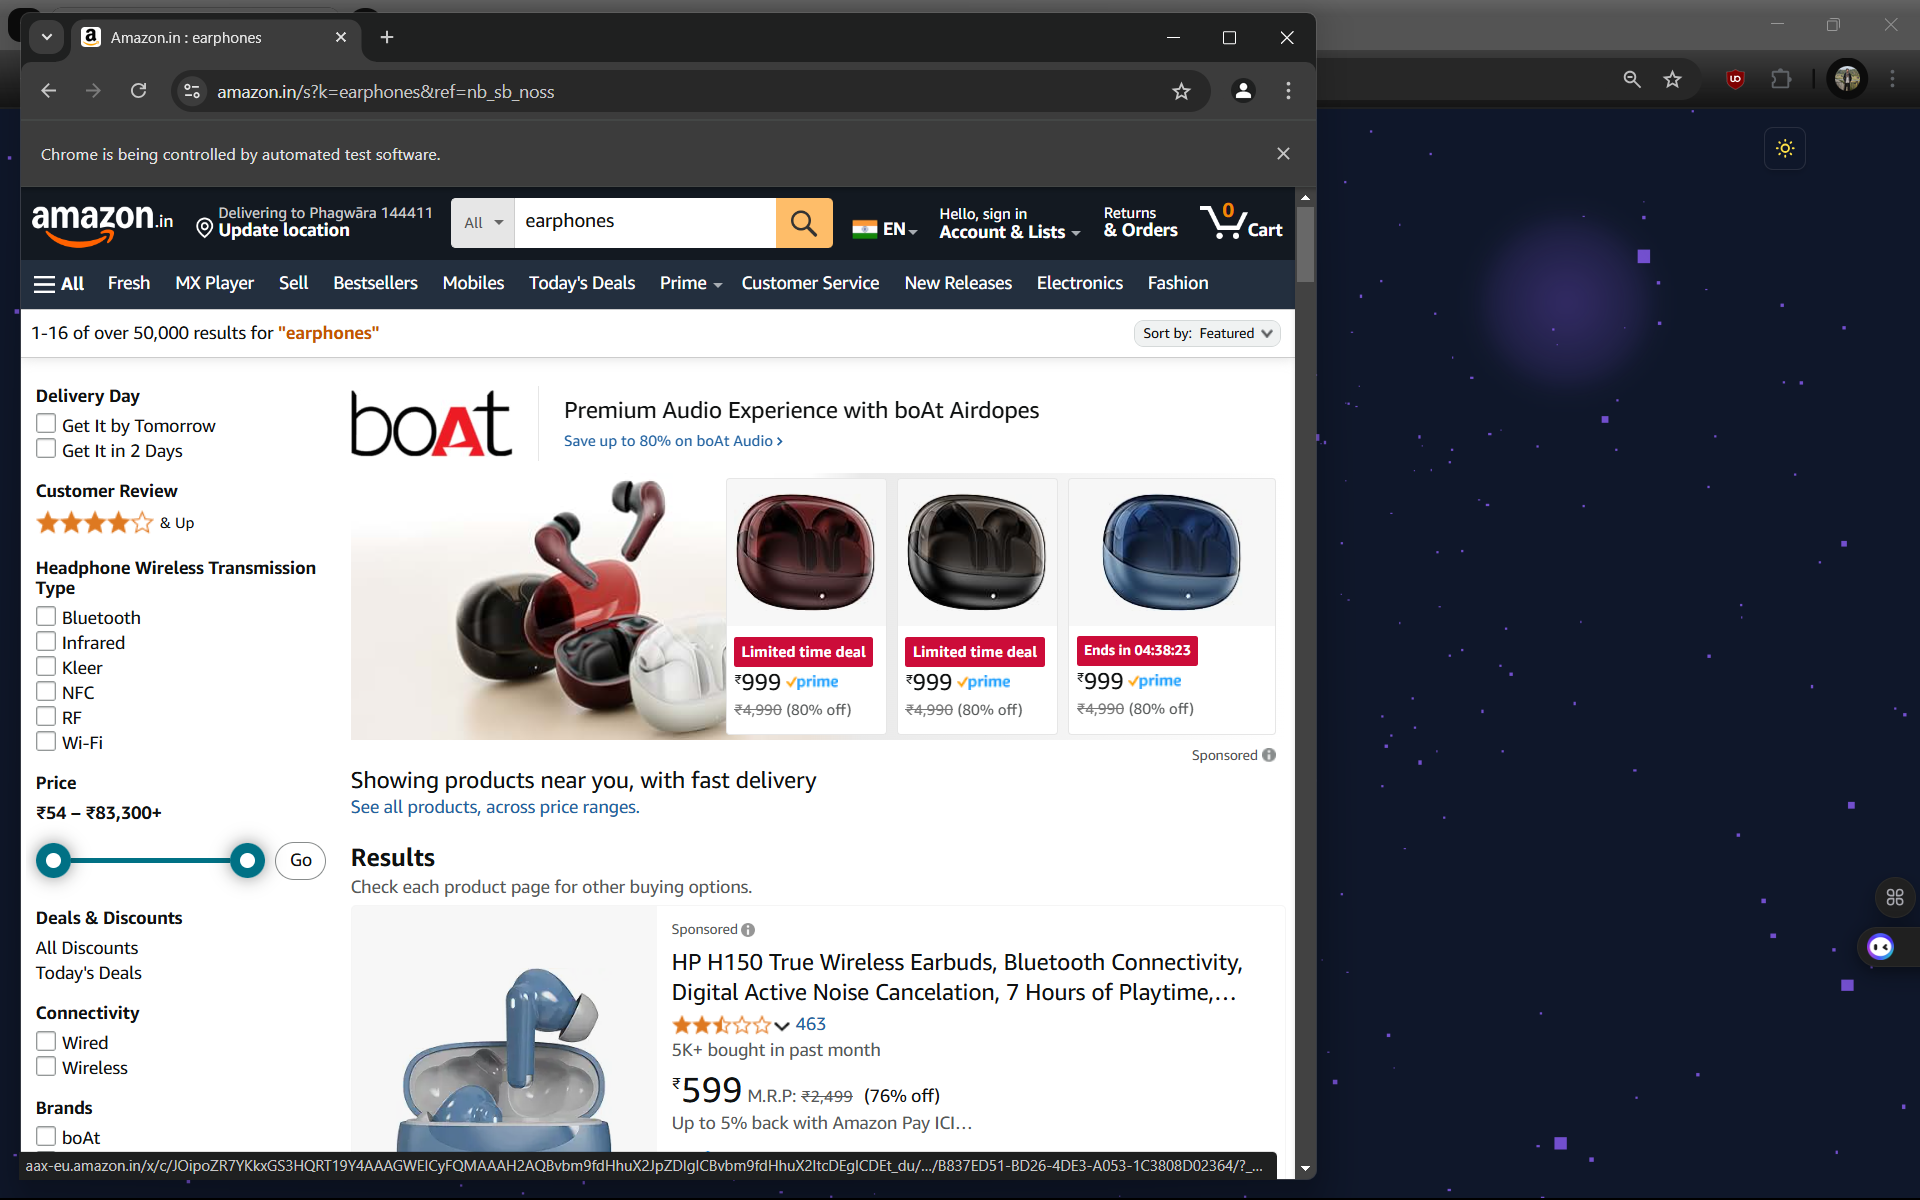 Amazon.in : earphones
amazon.in/s?k=earphones&ref=nb_sb_noss
Chrome is being controlled by automated test software.
amazon.in
Delivering to Phagwāra 144411
Update location
All
earphones
EN
Hello, sign in
Account & Lists
Returns
& Orders
0
Cart
All
Fresh
MX Player
Sell
Bestsellers
Mobiles
Today's Deals
Prime
Customer Service
New Releases
Electronics
Fashion
1-16 of over 50,000 results for "earphones"
Sort by: Featured
Delivery Day
Get It by Tomorrow
Get It in 2 Days
Customer Review
& Up
Headphone Wireless Transmission
Type
Bluetooth
Infrared
Kleer
NFC
RF
Wi-Fi
Price
₹54 – ₹83,300+
Go
Deals & Discounts
All Discounts
Today's Deals
Connectivity
Wired
Wireless
Brands
boAt
boAt
Premium Audio Experience with boAt Airdopes
Save up to 80% on boAt Audio ›
Limited time deal
₹999 prime
₹4,990 (80% off)
Limited time deal
₹999 prime
₹4,990 (80% off)
Ends in 04:38:23
₹999 prime
₹4,990 (80% off)
Sponsored
Showing products near you, with fast delivery
See all products, across price ranges.
Results
Check each product page for other buying options.
Sponsored
HP H150 True Wireless Earbuds, Bluetooth Connectivity,
Digital Active Noise Cancelation, 7 Hours of Playtime,…
463
5K+ bought in past month
₹599 M.R.P: ₹2,499 (76% off)
Up to 5% back with Amazon Pay ICI…